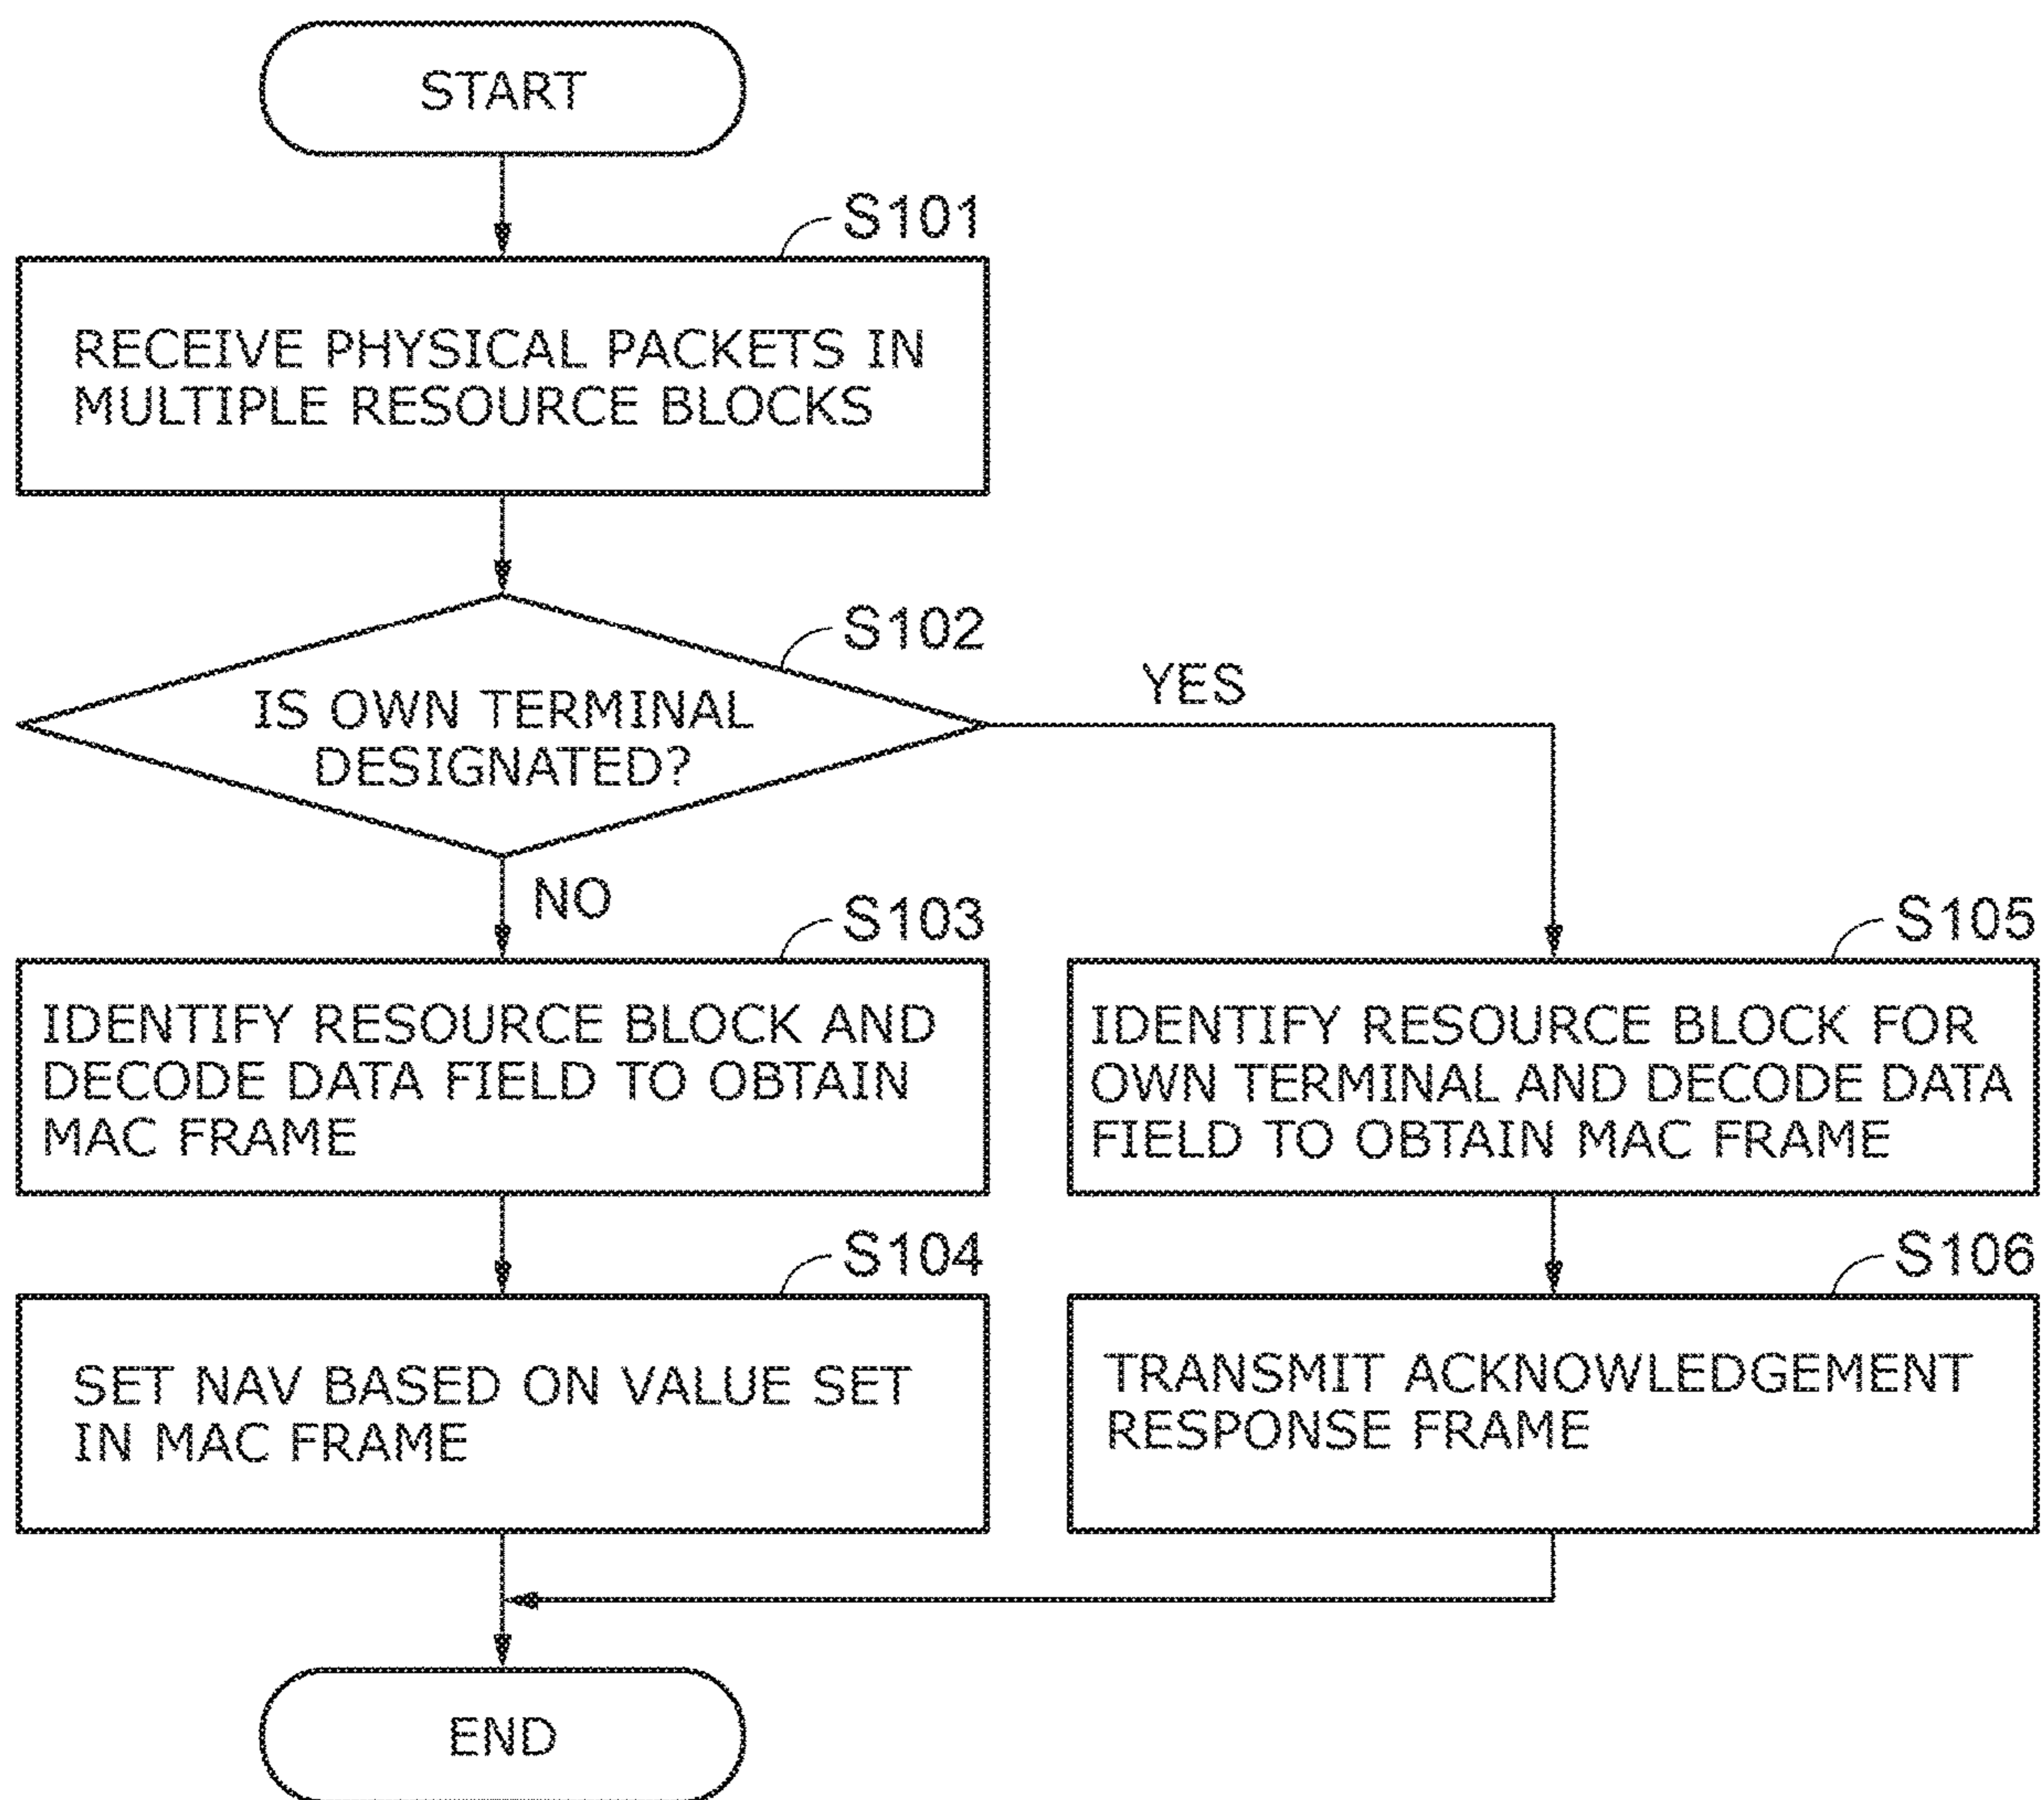 START
S101
RECEIVE PHYSICAL PACKETS IN
MULTIPLE RESOURCE BLOCKS
S102
IS OWN TERMINAL
DESIGNATED?
YES
NO
S103
IDENTIFY RESOURCE BLOCK AND
DECODE DATA FIELD TO OBTAIN
MAC FRAME
S105
IDENTIFY RESOURCE BLOCK FOR
OWN TERMINAL AND DECODE DATA
FIELD TO OBTAIN MAC FRAME
S104
SET NAV BASED ON VALUE SET
IN MAC FRAME
S106
TRANSMIT ACKNOWLEDGEMENT
RESPONSE FRAME
END